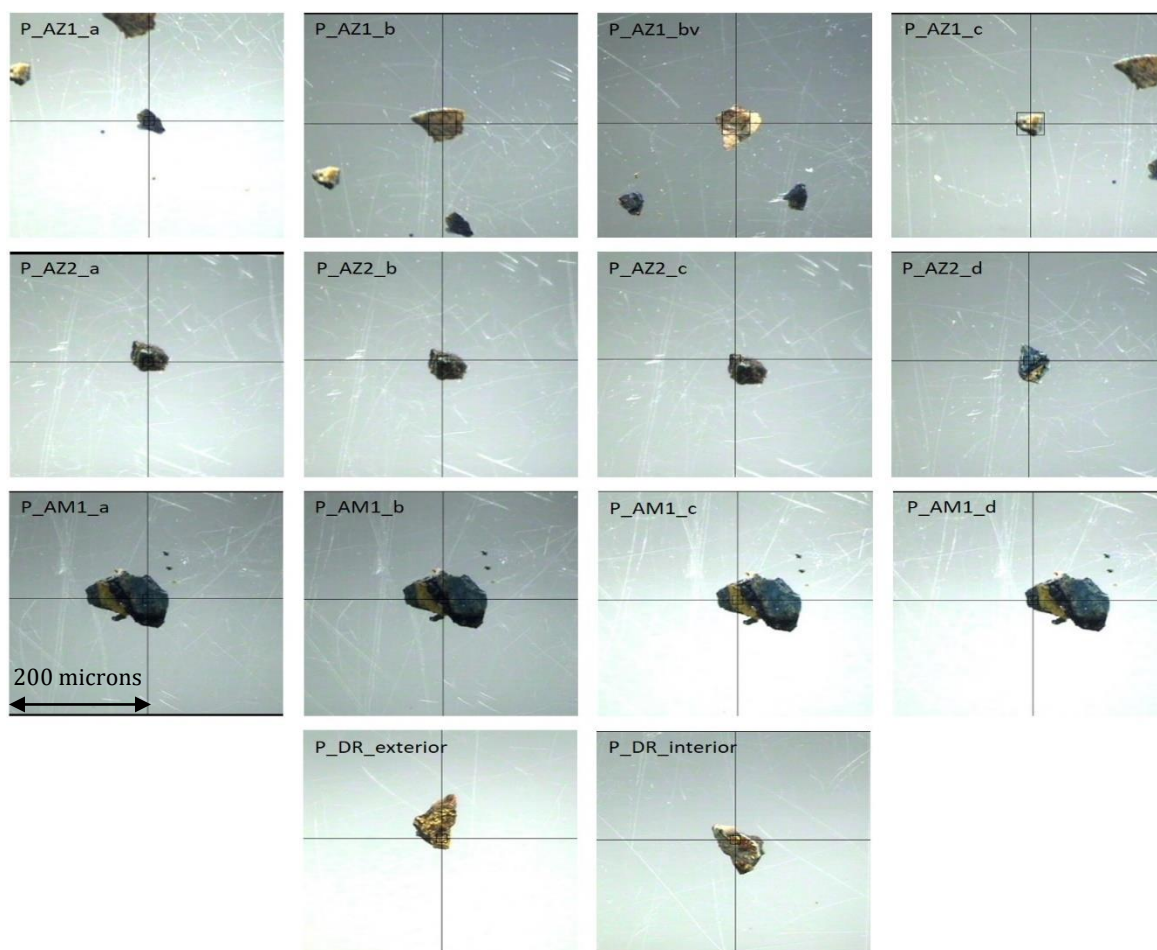 P_AZ1_a
P_AZ1_b
P_AZ1_bv
P_AZ1_c
P_AZ2_a
P_AZ2_b
P_AZ2_c
P_AZ2_d
P_AM1_a
P_AM1_b
P_AM1_c
P_AM1_d
200 microns
P_DR_exterior
P_DR_interior